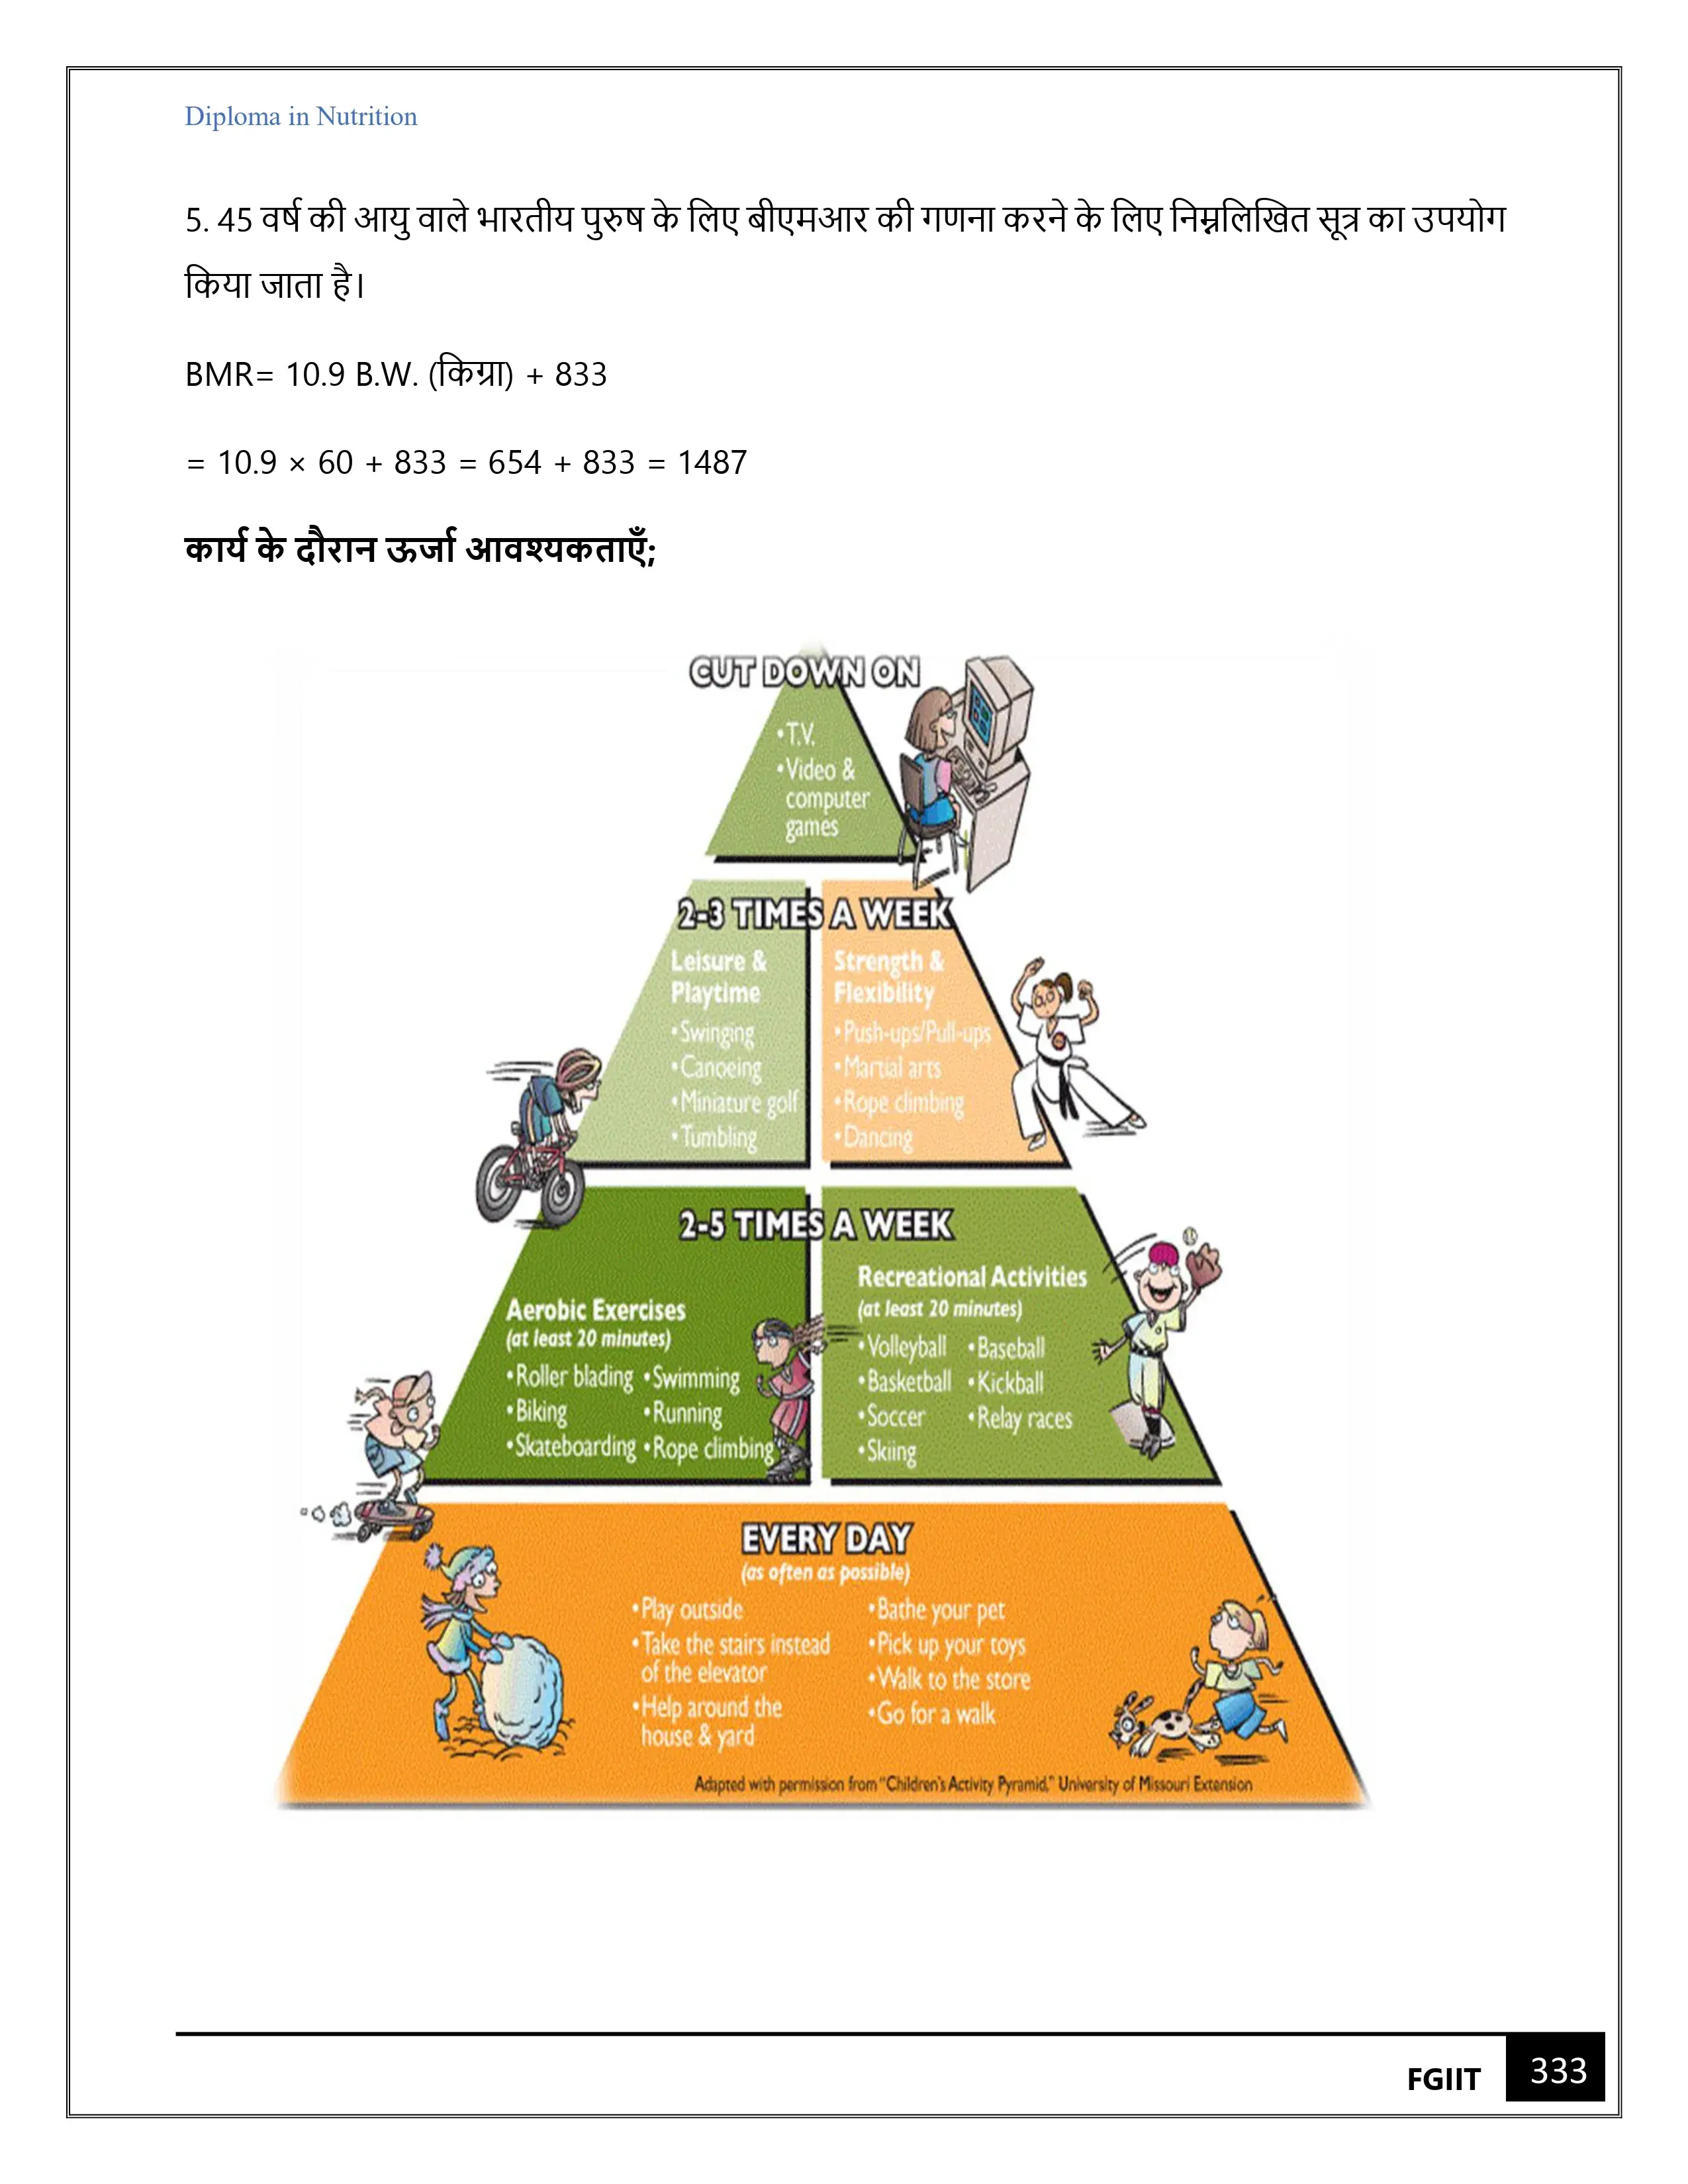 Diploma in Nutrition
5. 45 वर्ष की आयु वाले भारतीय पुरुष के लिए बीएमआर की गणना करने के लिए निम्नलिखित सूत्र का उपयोग
किया जाता है।
BMR= 10.9 B.W. (किग्रा) + 833
= 10.9 × 60 + 833 = 654 + 833 = 1487
कार्य के दौरान ऊर्जा आवश्यकताएँ;
CUT DOWN ON
•T.V.
•Video &
computer
games
2-3 TIMES A WEEK
Leisure &
Playtime
•Swinging
•Canoeing
•Miniature golf
•Tumbling
Strength &
Flexibility
•Push-ups/Pull-ups
•Martial arts
•Rope climbing
•Dancing
2-5 TIMES A WEEK
Aerobic Exercises
(at least 20 minutes)
•Roller blading •Swimming
•Biking •Running
•Skateboarding •Rope climbing
Recreational Activities
(at least 20 minutes)
•Volleyball •Baseball
•Basketball •Kickball
•Soccer •Relay races
•Skiing
EVERY DAY
(as often as possible)
•Play outside
•Take the stairs instead
of the elevator
•Help around the
house & yard
•Bathe your pet
•Pick up your toys
•Walk to the store
•Go for a walk
Adapted with permission from "Children's Activity Pyramid," University of Missouri Extension
FGIIT 333